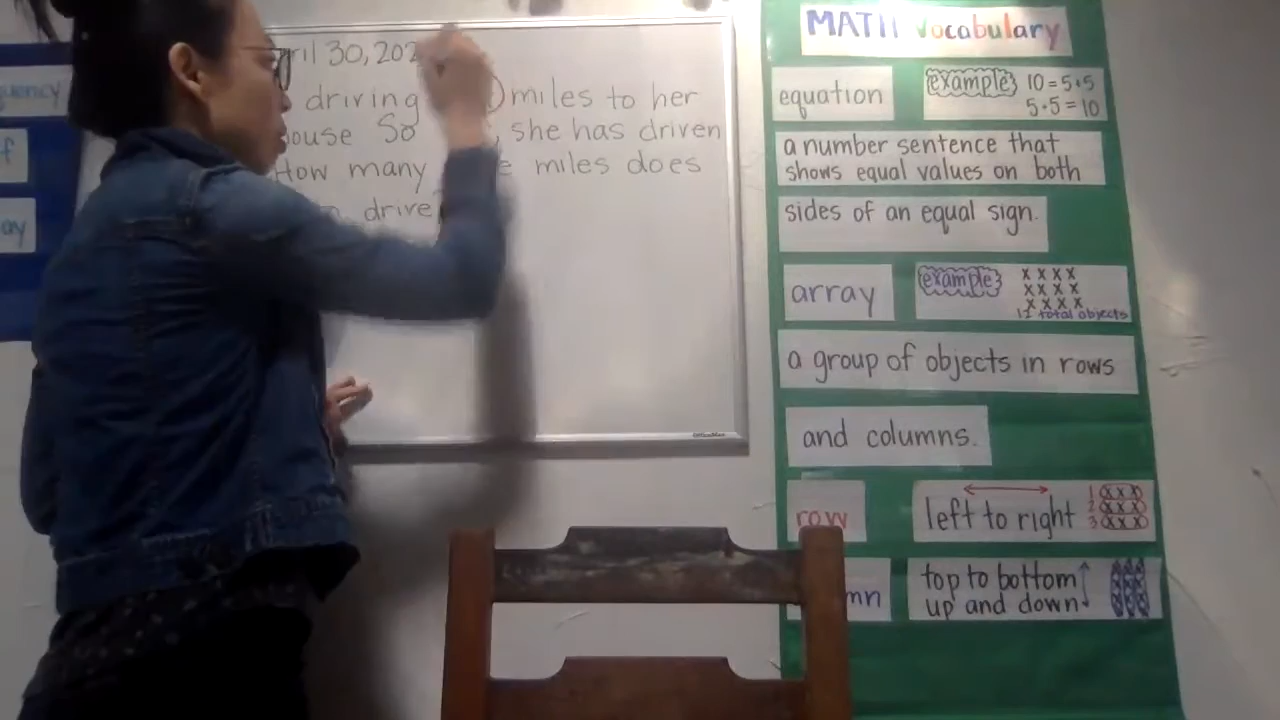 ril 30, 202
driving ) miles to her
ouse So , she has driven
How many e miles does
drive
uency
f
ay
MATH Vocabulary
equation
example 10 = 5+5
5+5 = 10
a number sentence that
shows equal values on both
sides of an equal sign.
array
example x x x x
x x x x
x x x x
12 total objects
a group of objects in rows
and columns.
row
left to right 1 x x x
2 x x x
3 x x x
mn
top to bottom
up and down